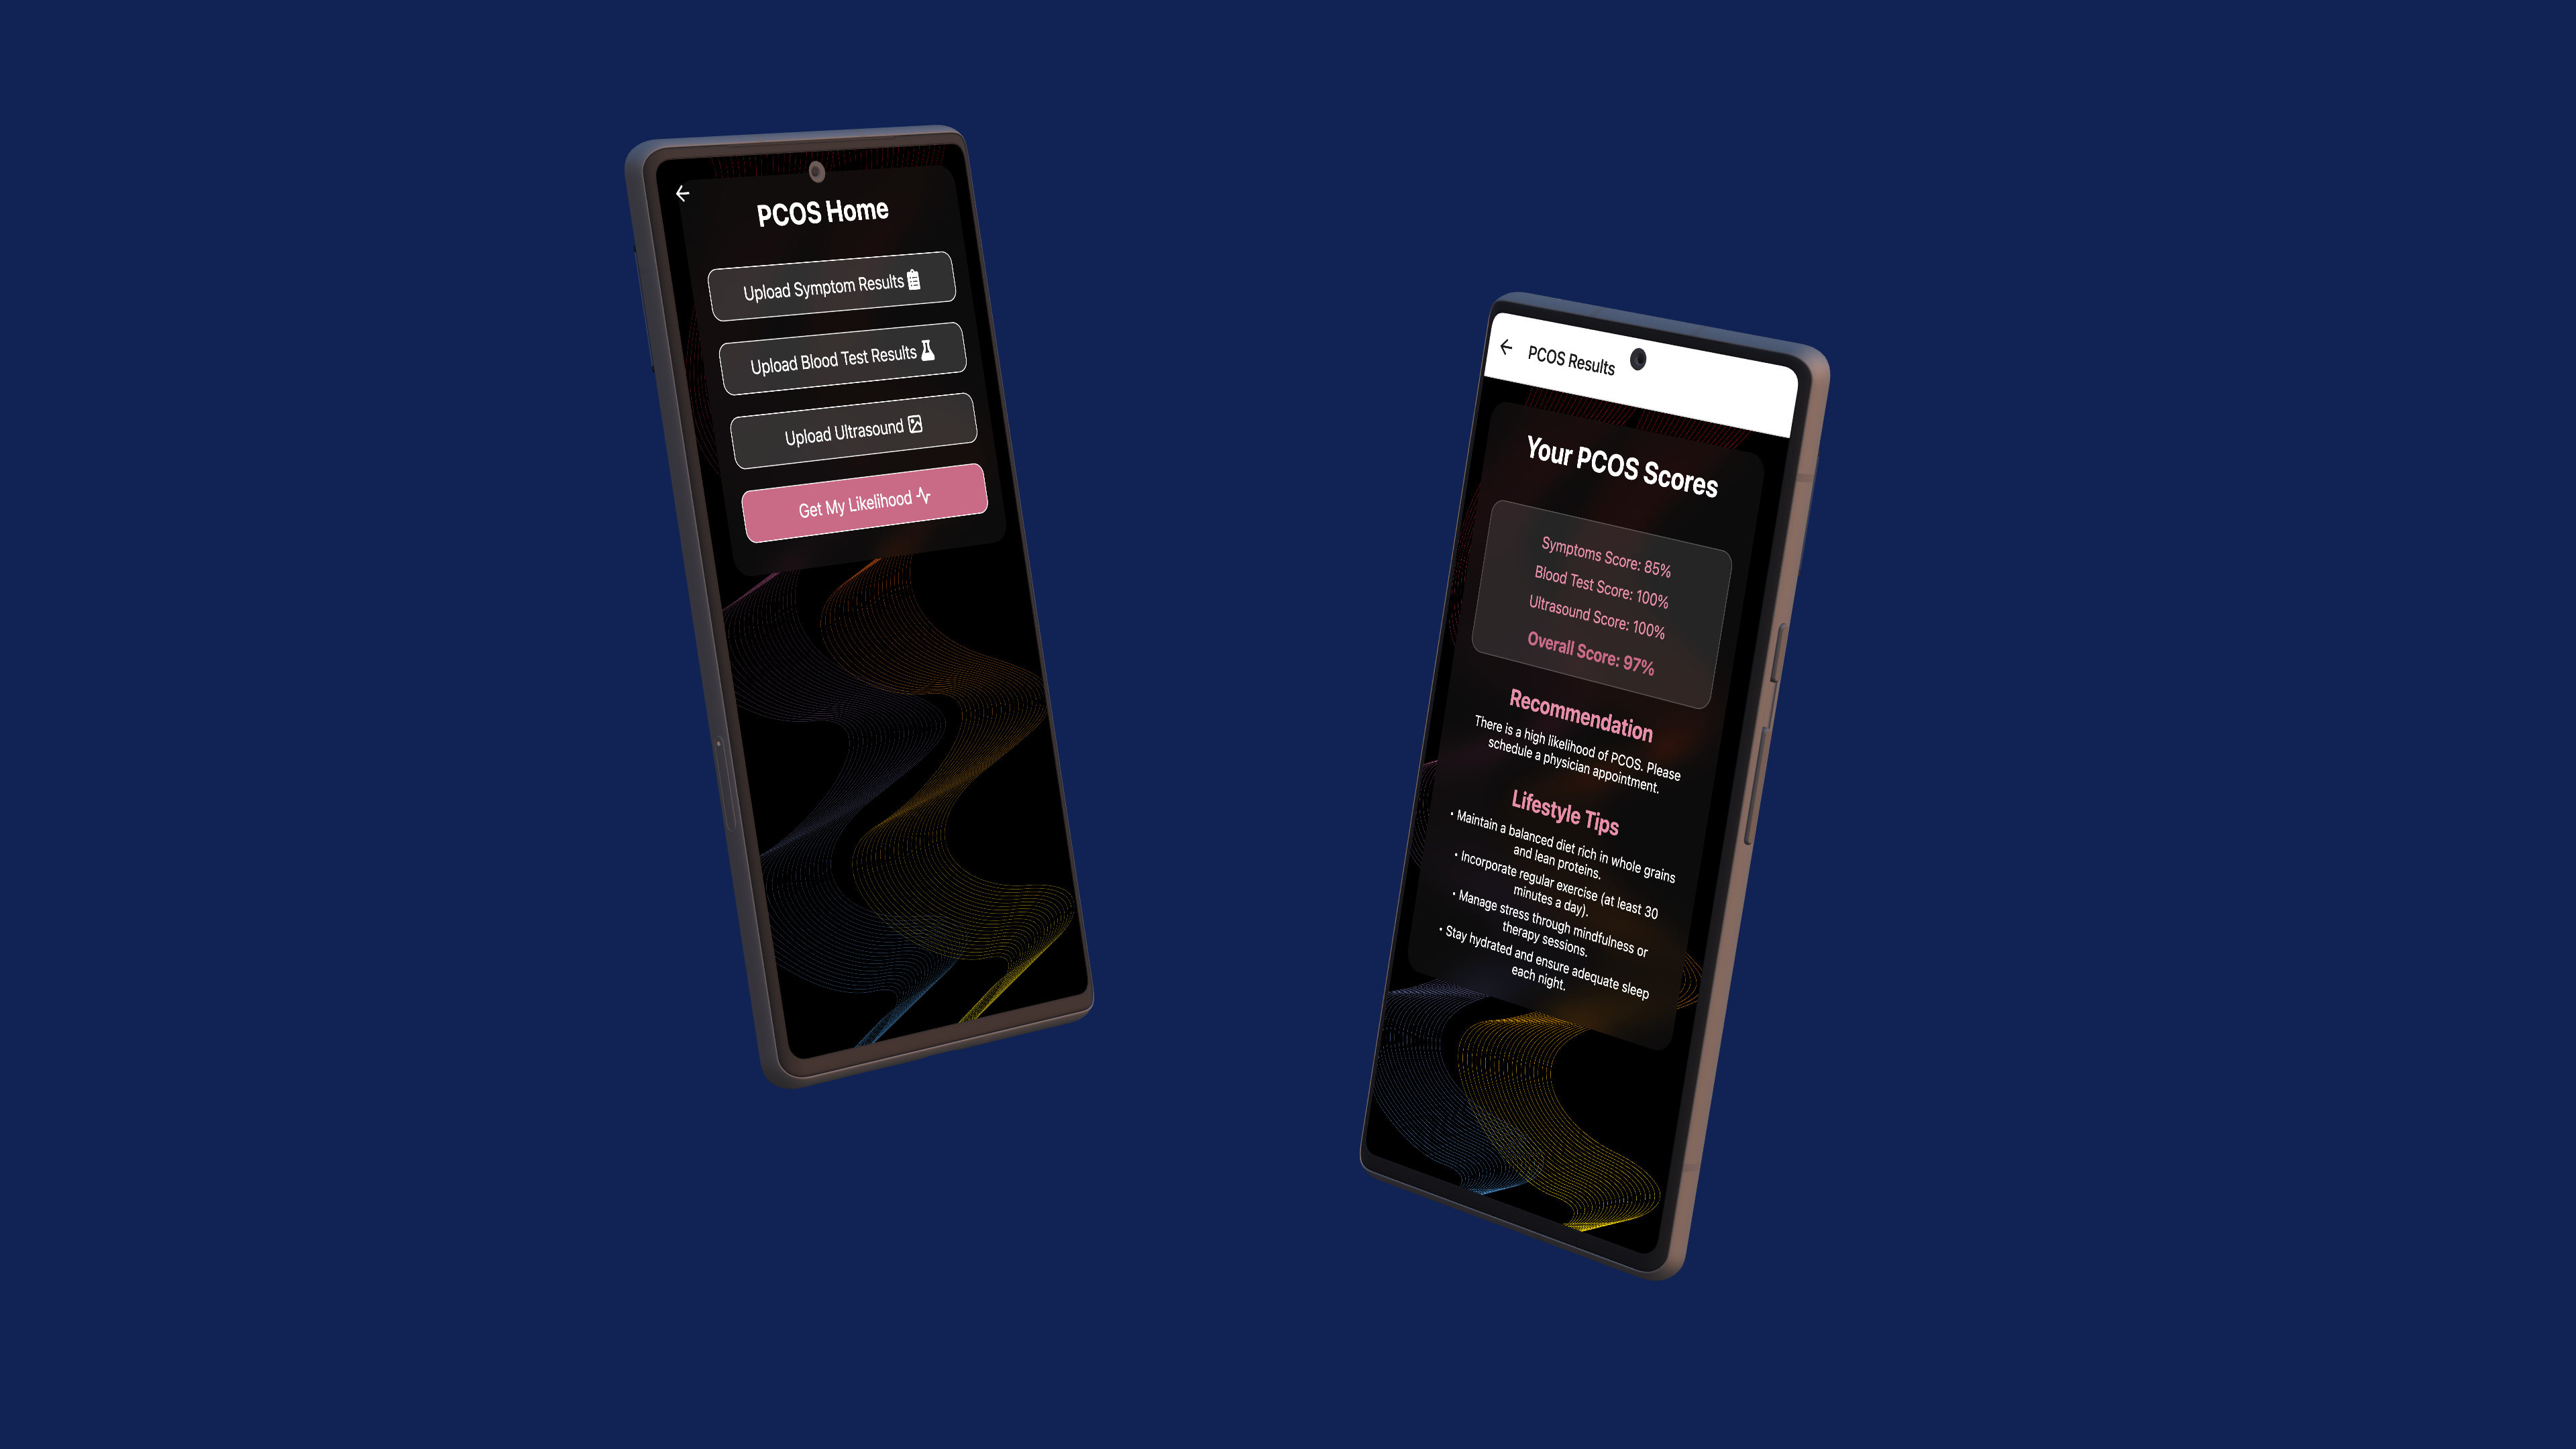 PCOS Home
Upload Symptom Results
Upload Blood Test Results
Upload Ultrasound
Get My Likelihood
PCOS Results
Your PCOS Scores
Symptoms Score: 85%
Blood Test Score: 100%
Ultrasound Score: 100%
Overall Score: 97%
Recommendation
There is a high likelihood of PCOS. Please
schedule a physician appointment.
Lifestyle Tips
• Maintain a balanced diet rich in whole grains
and lean proteins.
• Incorporate regular exercise (at least 30
minutes a day).
• Manage stress through mindfulness or
therapy sessions.
• Stay hydrated and ensure adequate sleep
each night.